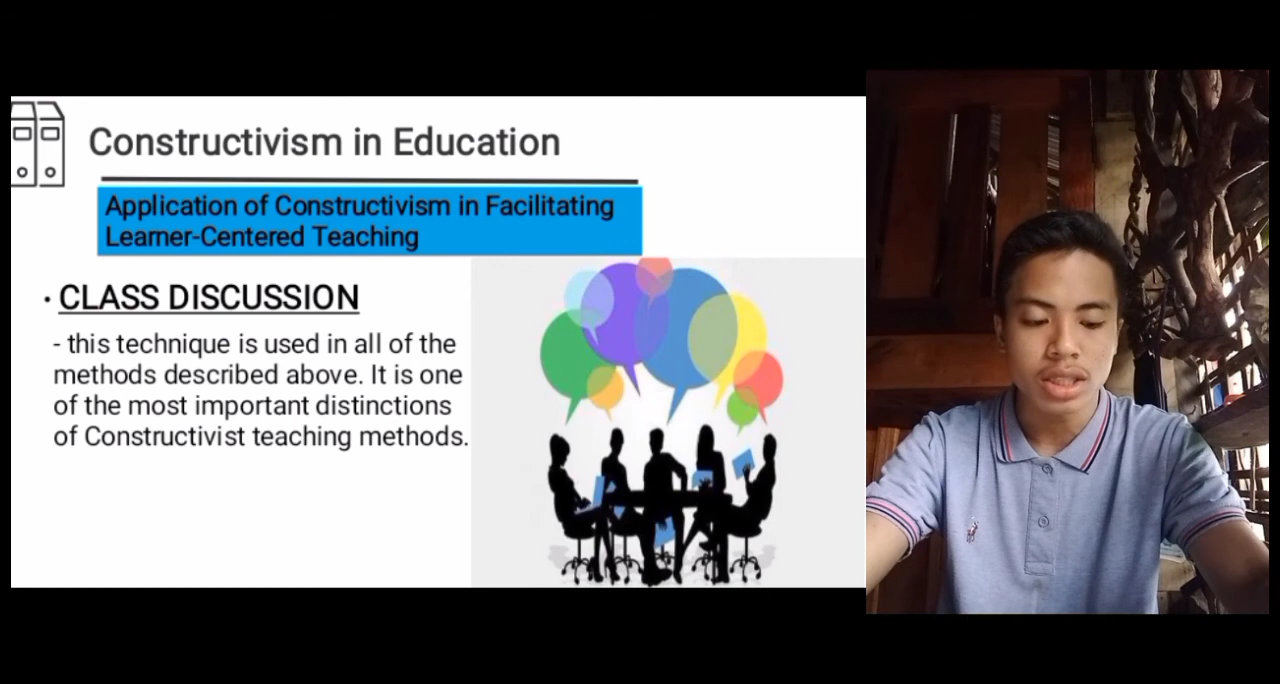 Constructivism in Education
Application of Constructivism in Facilitating
Learner-Centered Teaching
· CLASS DISCUSSION
- this technique is used in all of the
methods described above. It is one
of the most important distinctions
of Constructivist teaching methods.